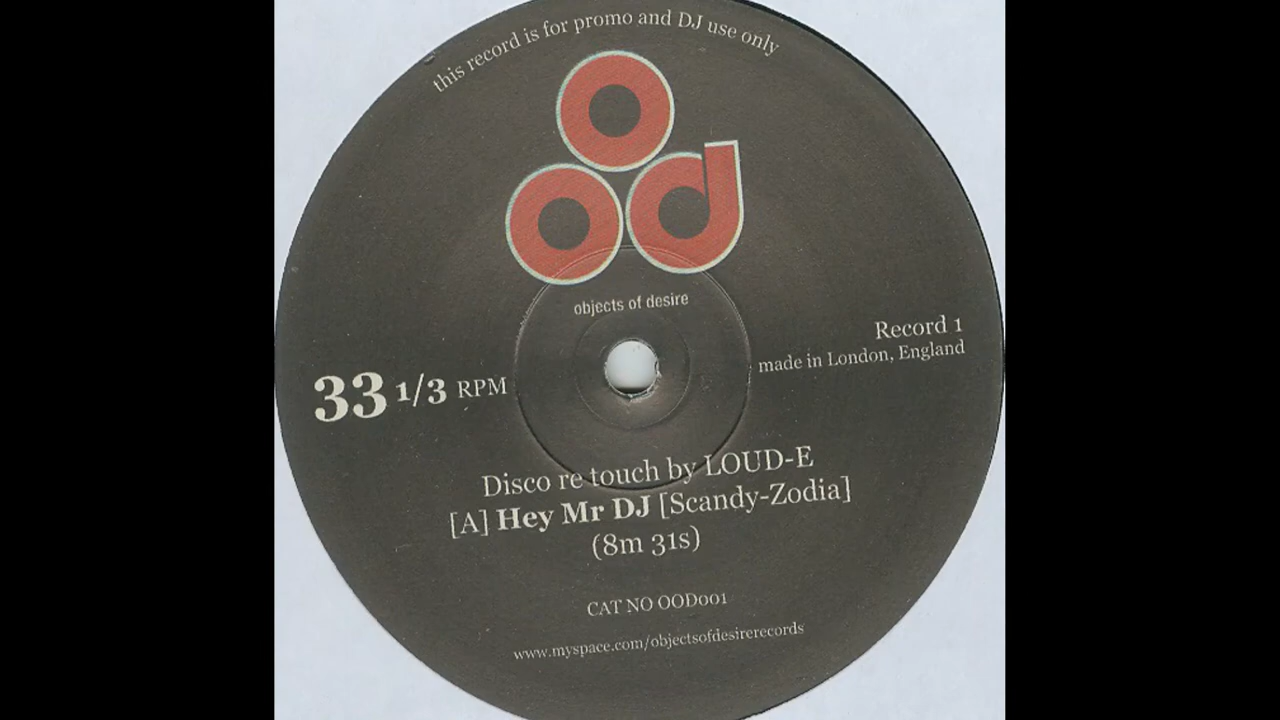 this record is for promo and DJ use only
ood
objects of desire
Record 1
made in London, England
33 1/3 RPM
Disco re touch by LOUD-E
[A] Hey Mr DJ [Scandy-Zodia]
(8m 31s)
CAT NO OOD001
www.myspace.com/objectsofdesirerecords